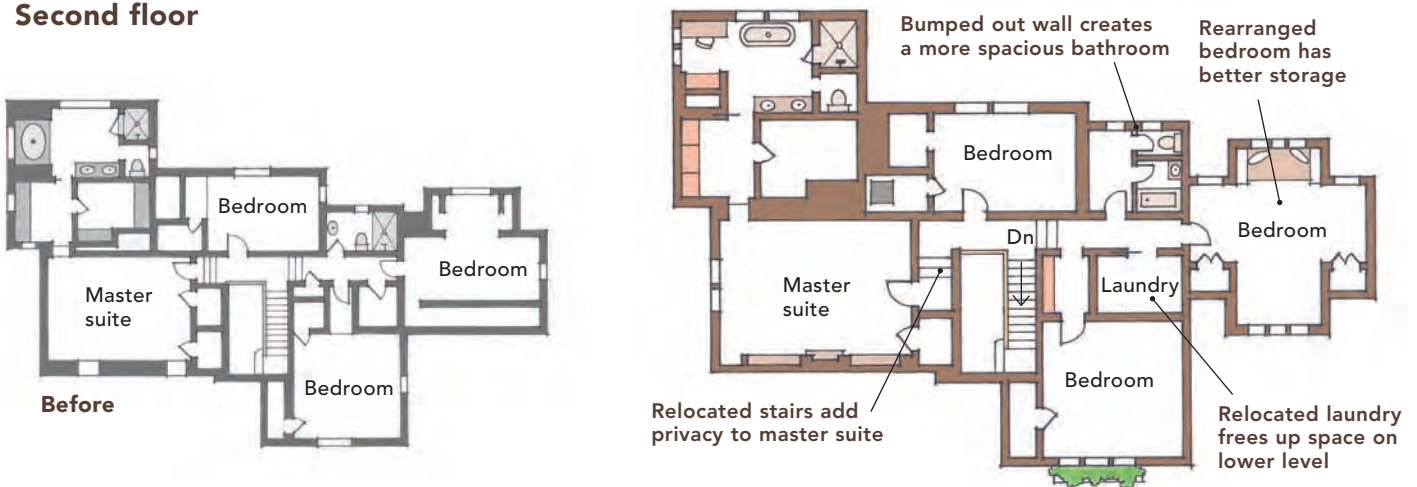 Second floor
Bedroom
Bedroom
Master
suite
Bedroom
Before
Bumped out wall creates
a more spacious bathroom
Rearranged
bedroom has
better storage
Bedroom
Bedroom
Dn
Master
suite
Laundry
Bedroom
Relocated stairs add
privacy to master suite
Relocated laundry
frees up space on
lower level